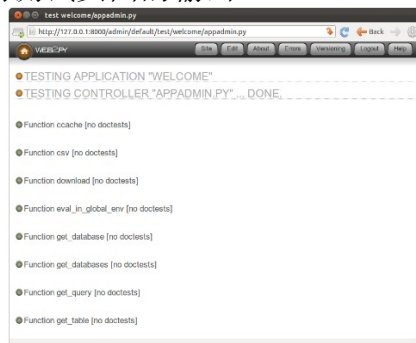 test welcome/appadmin.py
http://127.0.0.1:8000/admin/default/test/welcome/appadmin.py
Back
WEB2PY
Site Edit About Errors Versioning Logout Help
TESTING APPLICATION "WELCOME"
TESTING CONTROLLER "APPADMIN.PY" ... DONE.
Function ccache [no doctests]
Function csv [no doctests]
Function download [no doctests]
Function eval_in_global_env [no doctests]
Function get_database [no doctests]
Function get_databases [no doctests]
Function get_query [no doctests]
Function get_table [no doctests]